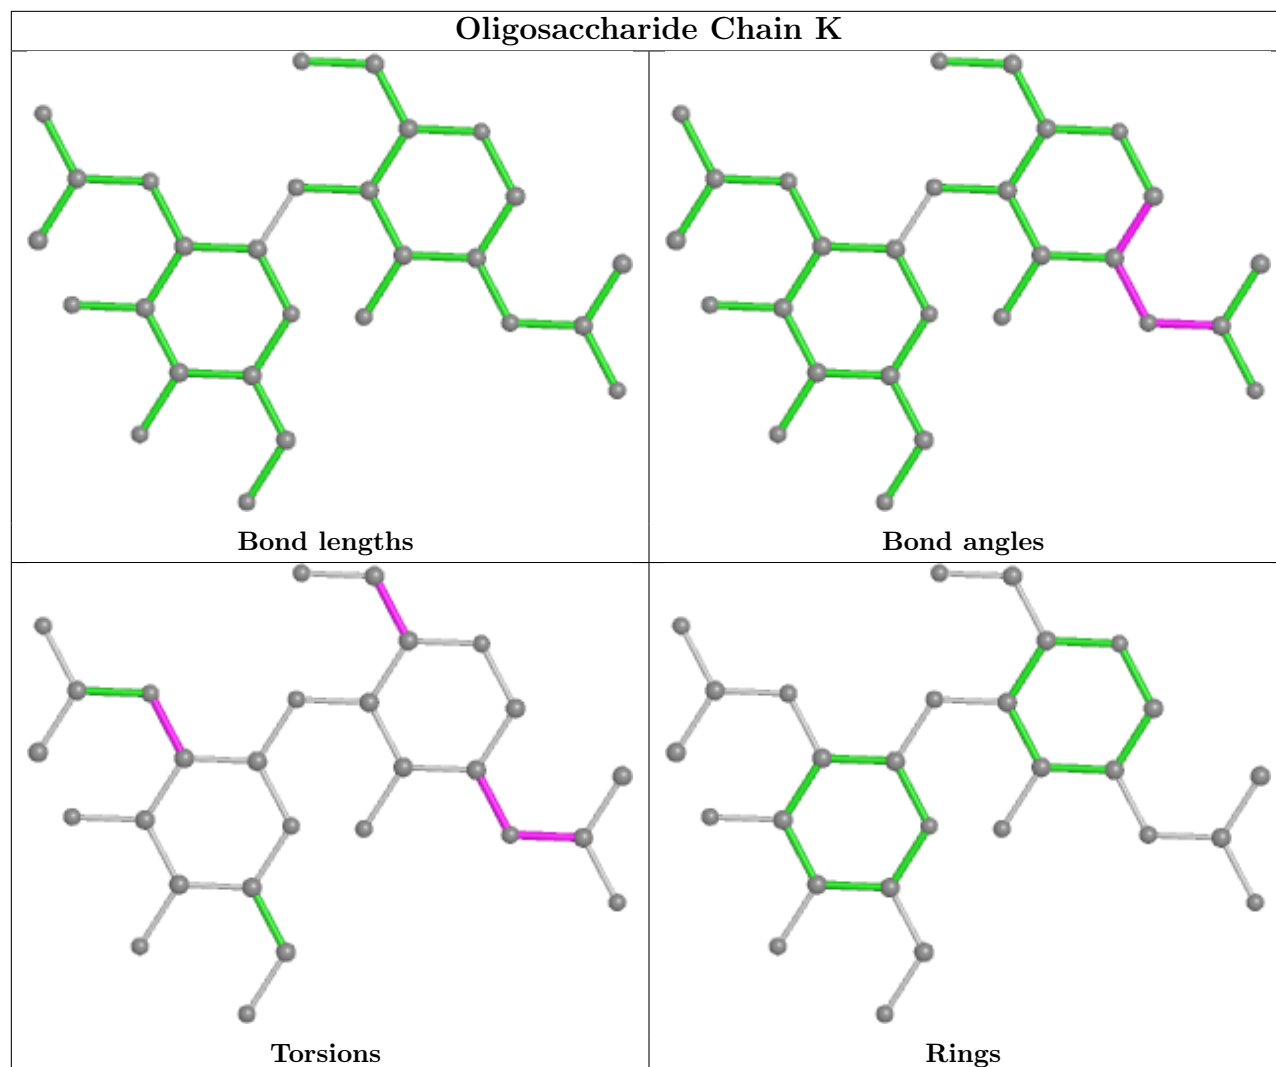 Oligosaccharide Chain K
Bond lengths
Bond angles
Torsions
Rings